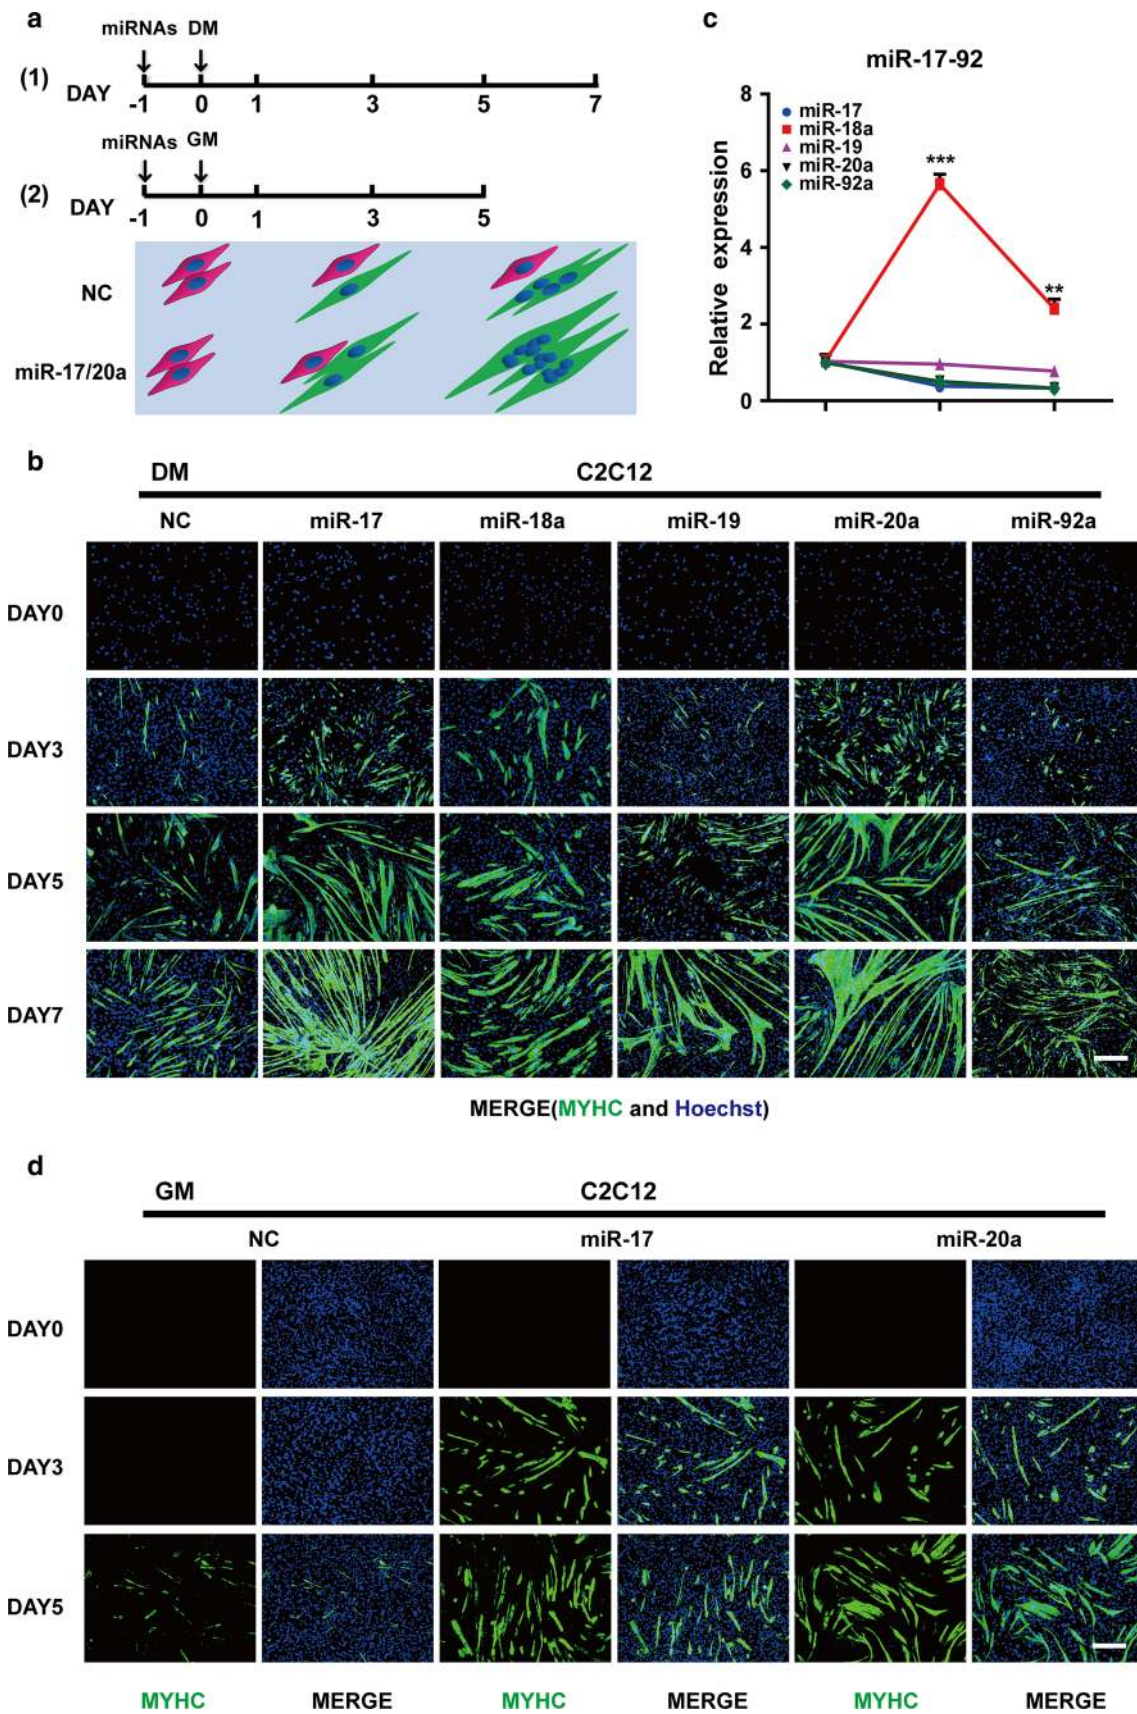 a
miRNAs DM
(1)
DAY
-1 0 1 3 5 7
miRNAs GM
(2)
DAY
-1 0 1 3 5
NC
miR-17/20a
c
miR-17-92
Relative expression
8
6
4
2
0
miR-17
miR-18a
miR-19
miR-20a
miR-92a
***
**
b
DM C2C12
NC miR-17 miR-18a miR-19 miR-20a miR-92a
DAY0
DAY3
DAY5
DAY7
MERGE(MYHC and Hoechst)
d
GM C2C12
NC miR-17 miR-20a
DAY0
DAY3
DAY5
MYHC MERGE MYHC MERGE MYHC MERGE